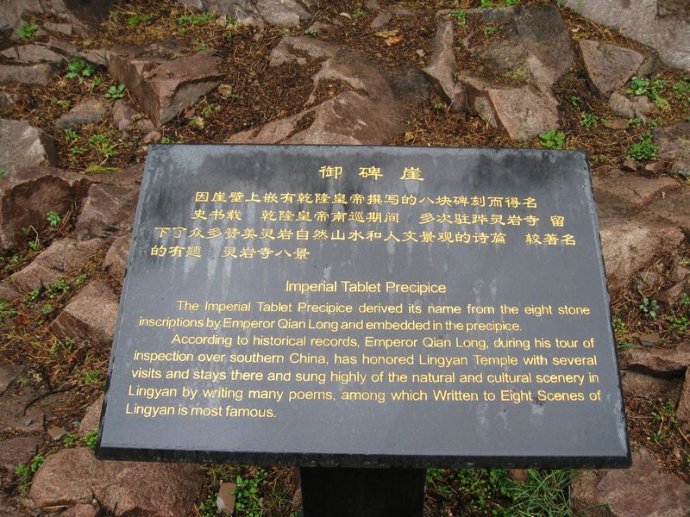 御碑崖
因崖壁上嵌有乾隆皇帝撰写的八块碑刻而得名
史书载 乾隆皇帝南巡期间 多次驻跸灵岩寺 留
下了众多赞美灵岩自然山水和人文景观的诗篇 较著名
的有题 灵岩寺八景
Imperial Tablet Precipice
The Imperial Tablet Precipice derived its name from the eight stone
inscriptions by Emperor Qian Long and embedded in the precipice.
According to historical records, Emperor Qian Long, during his tour of
inspection over southern China, has honored Lingyan Temple with several
visits and stays there and sung highly of the natural and cultural scenery in
Lingyan by writing many poems, among which Written to Eight Scenes of
Lingyan is most famous.